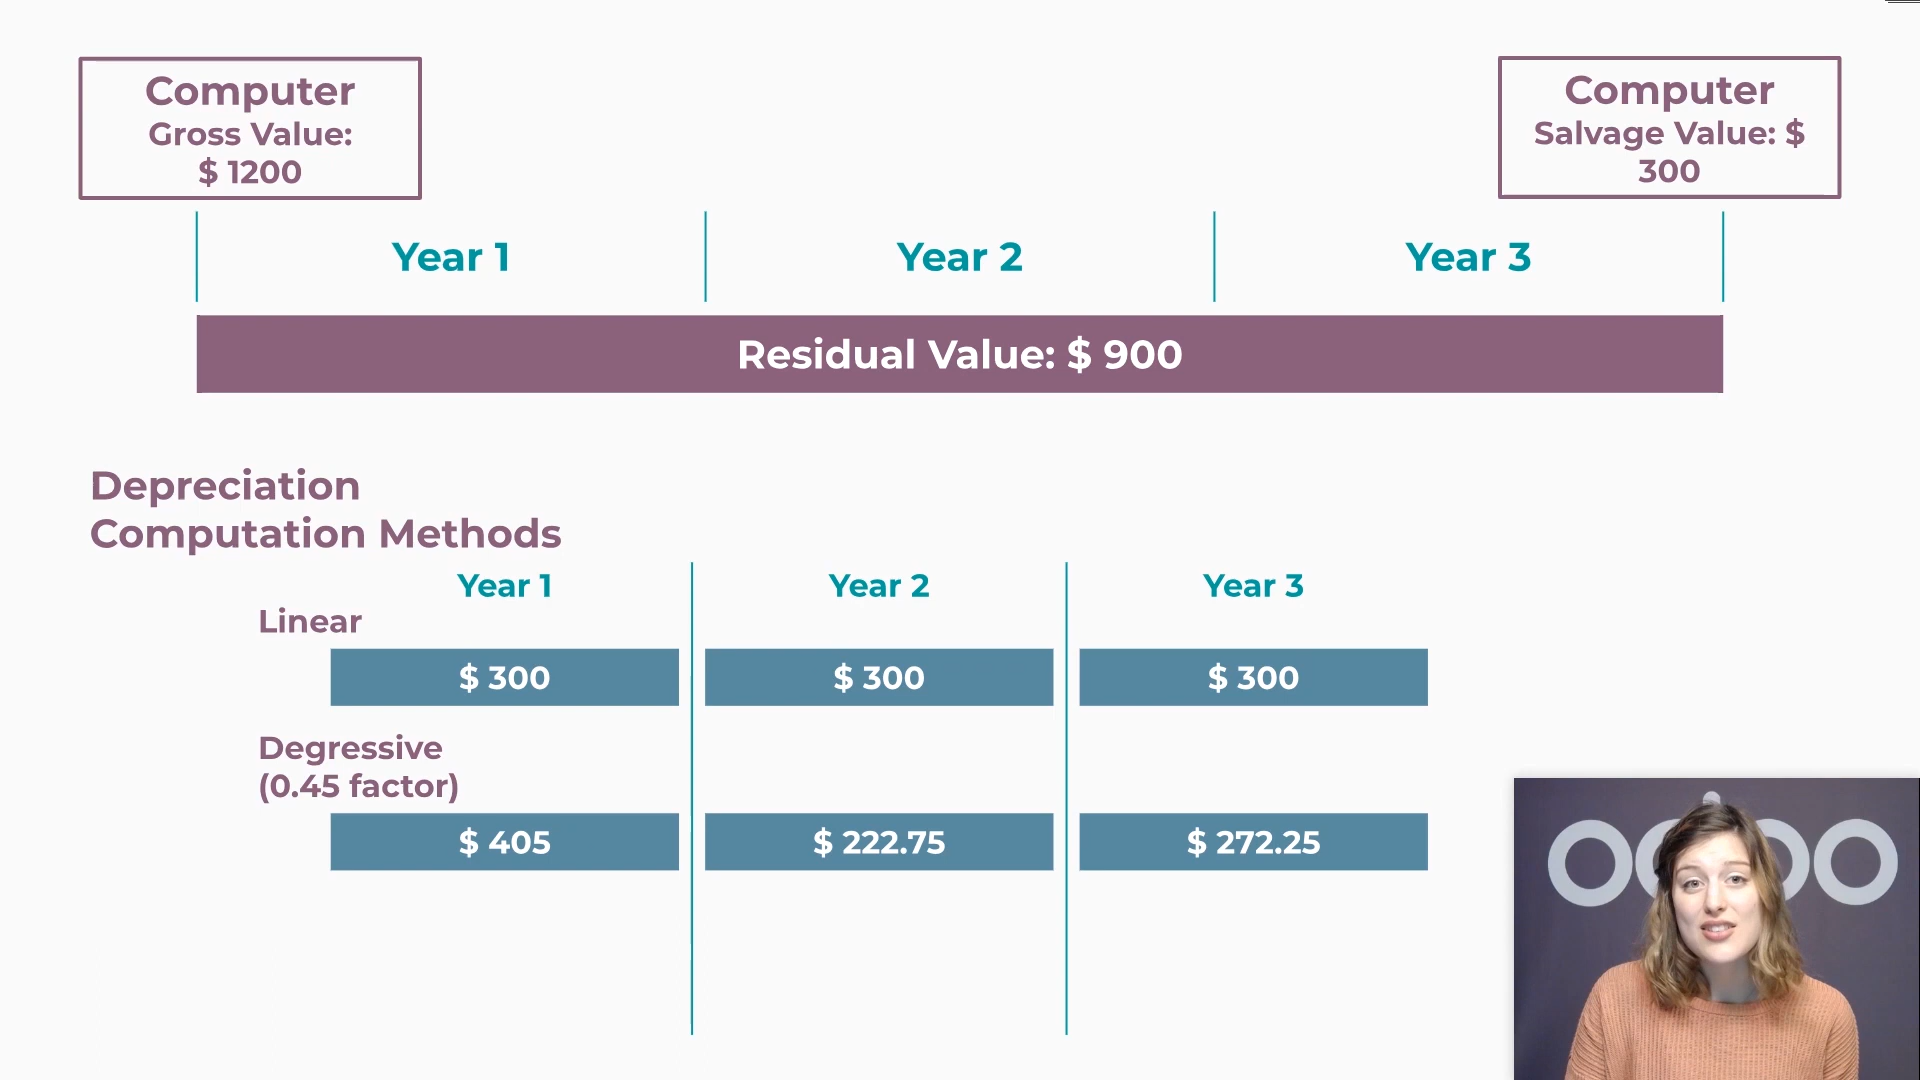 Computer
Gross Value:
$ 1200
Computer
Salvage Value: $
300
Year 1
Year 2
Year 3
Residual Value: $ 900
Depreciation
Computation Methods
Year 1
Year 2
Year 3
Linear
$ 300
$ 300
$ 300
Degressive
(0.45 factor)
$ 405
$ 222.75
$ 272.25
odoo